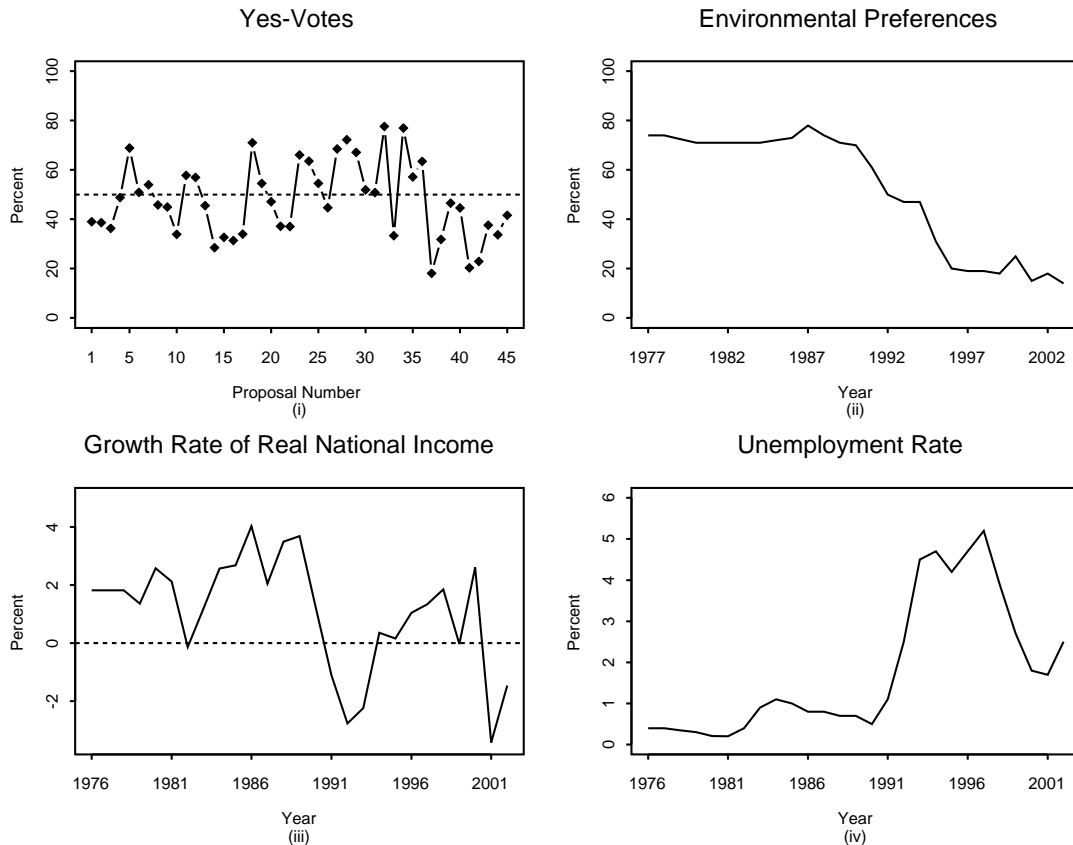 Yes-Votes
Percent
100
80
60
40
20
0
1 5 10 15 20 25 30 35 40 45
Proposal Number
(i)
Environmental Preferences
Percent
100
80
60
40
20
0
1977 1982 1987 1992 1997 2002
Year
(ii)
Growth Rate of Real National Income
Percent
4
2
0
-2
1976 1981 1986 1991 1996 2001
Year
(iii)
Unemployment Rate
Percent
6
5
4
3
2
1
0
1976 1981 1986 1991 1996 2001
Year
(iv)